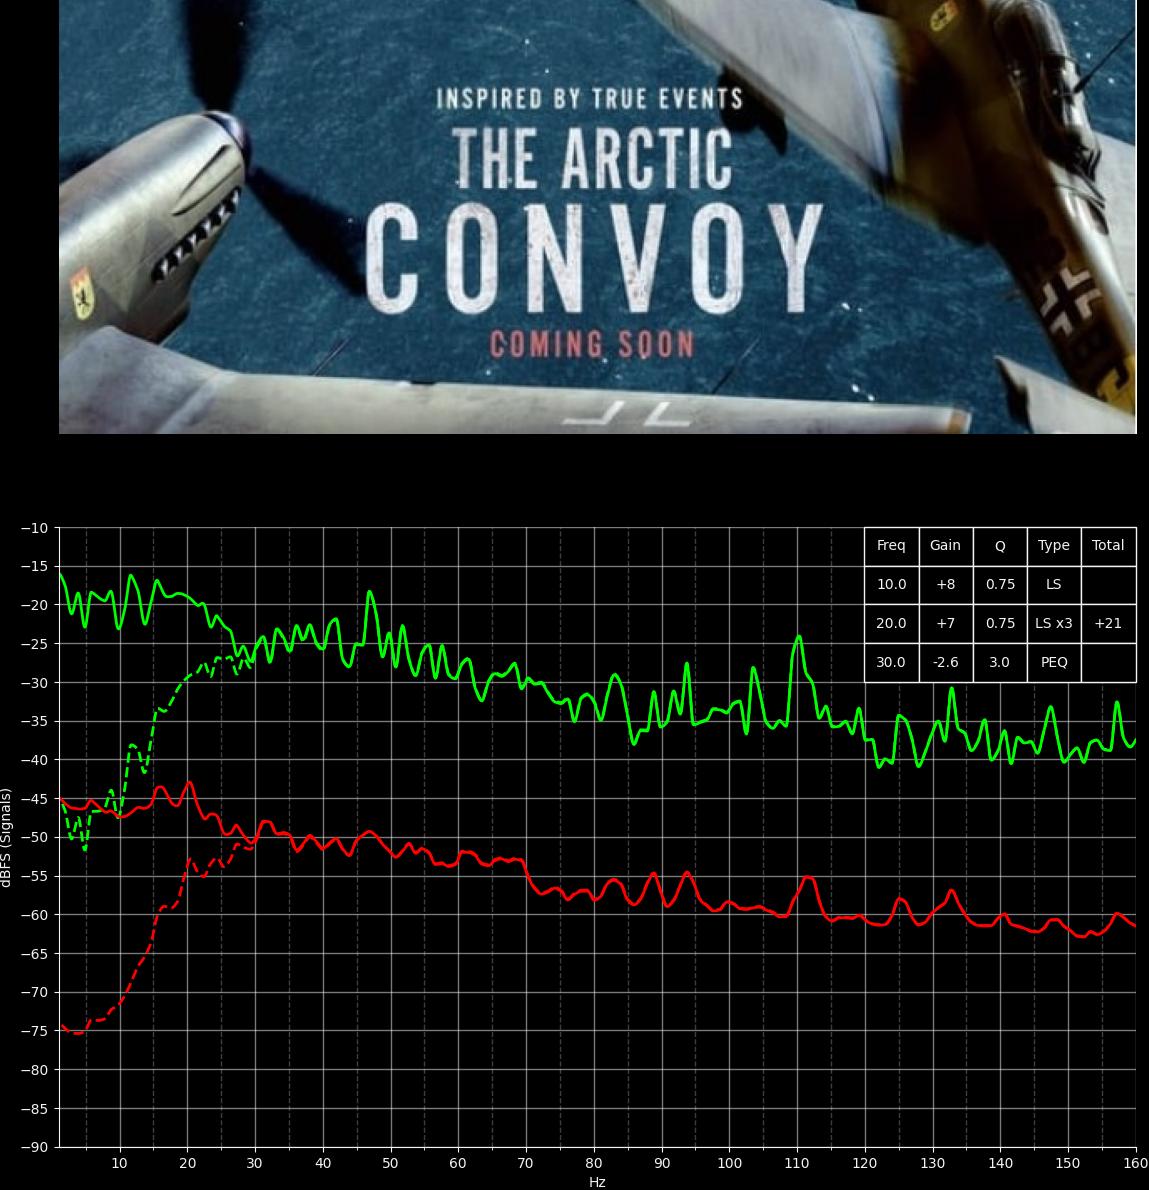 INSPIRED BY TRUE EVENTS
THE ARCTIC
CONVOY
COMING SOON
Freq Gain Q Type Total
10.0 +8 0.75 LS
20.0 +7 0.75 LS x3 +21
30.0 -2.6 3.0 PEQ
−10
−15
−20
−25
−30
−35
−40
−45
−50
−55
−60
−65
−70
−75
−80
−85
−90
dBFS (Signals)
10 20 30 40 50 60 70 80 90 100 110 120 130 140 150 160
Hz